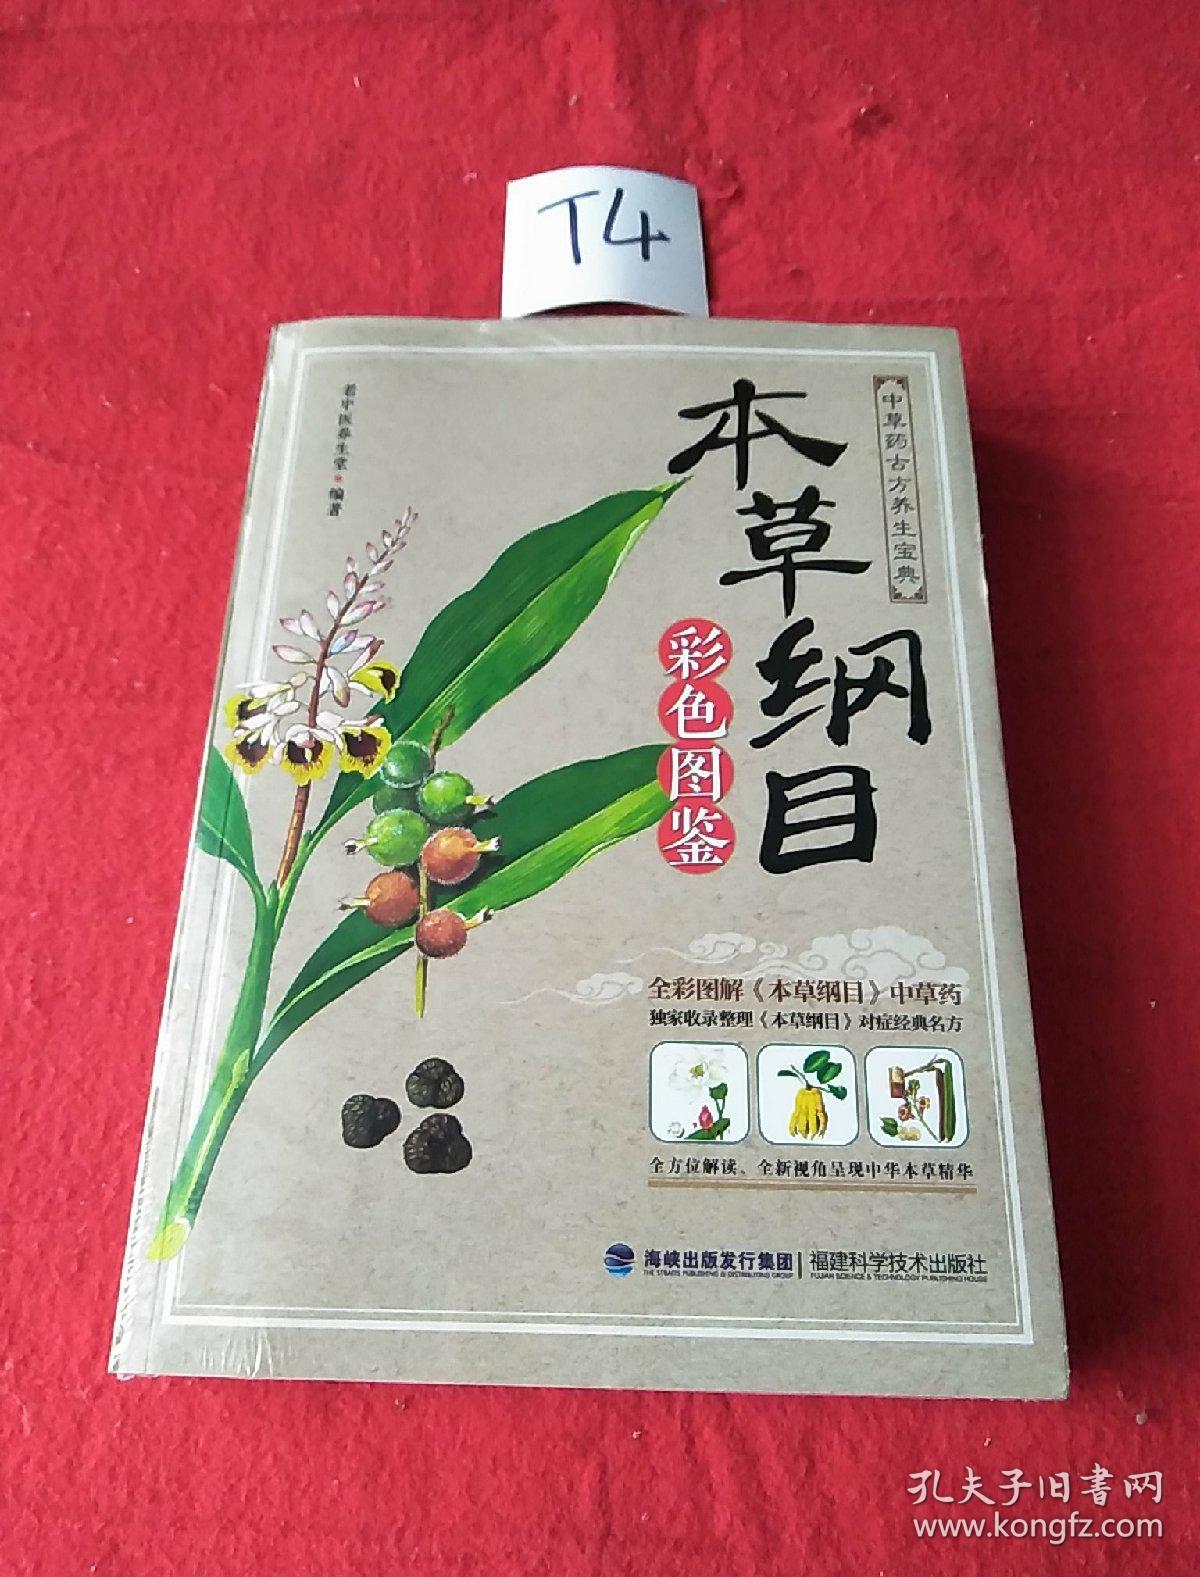 T4
中草药古方养生宝典
本草纲目
彩色图鉴
老中医养生堂·编著
全彩图解《本草纲目》中草药
独家收录整理《本草纲目》对症经典名方
全方位解读、全新视角呈现中华本草精华
海峡出版发行集团
THE STRAITS PUBLISHING & DISTRIBUTING GROUP
福建科学技术出版社
FUJIAN SCIENCE & TECHNOLOGY PUBLISHING HOUSE
孔夫子旧書网
www.kongfz.com